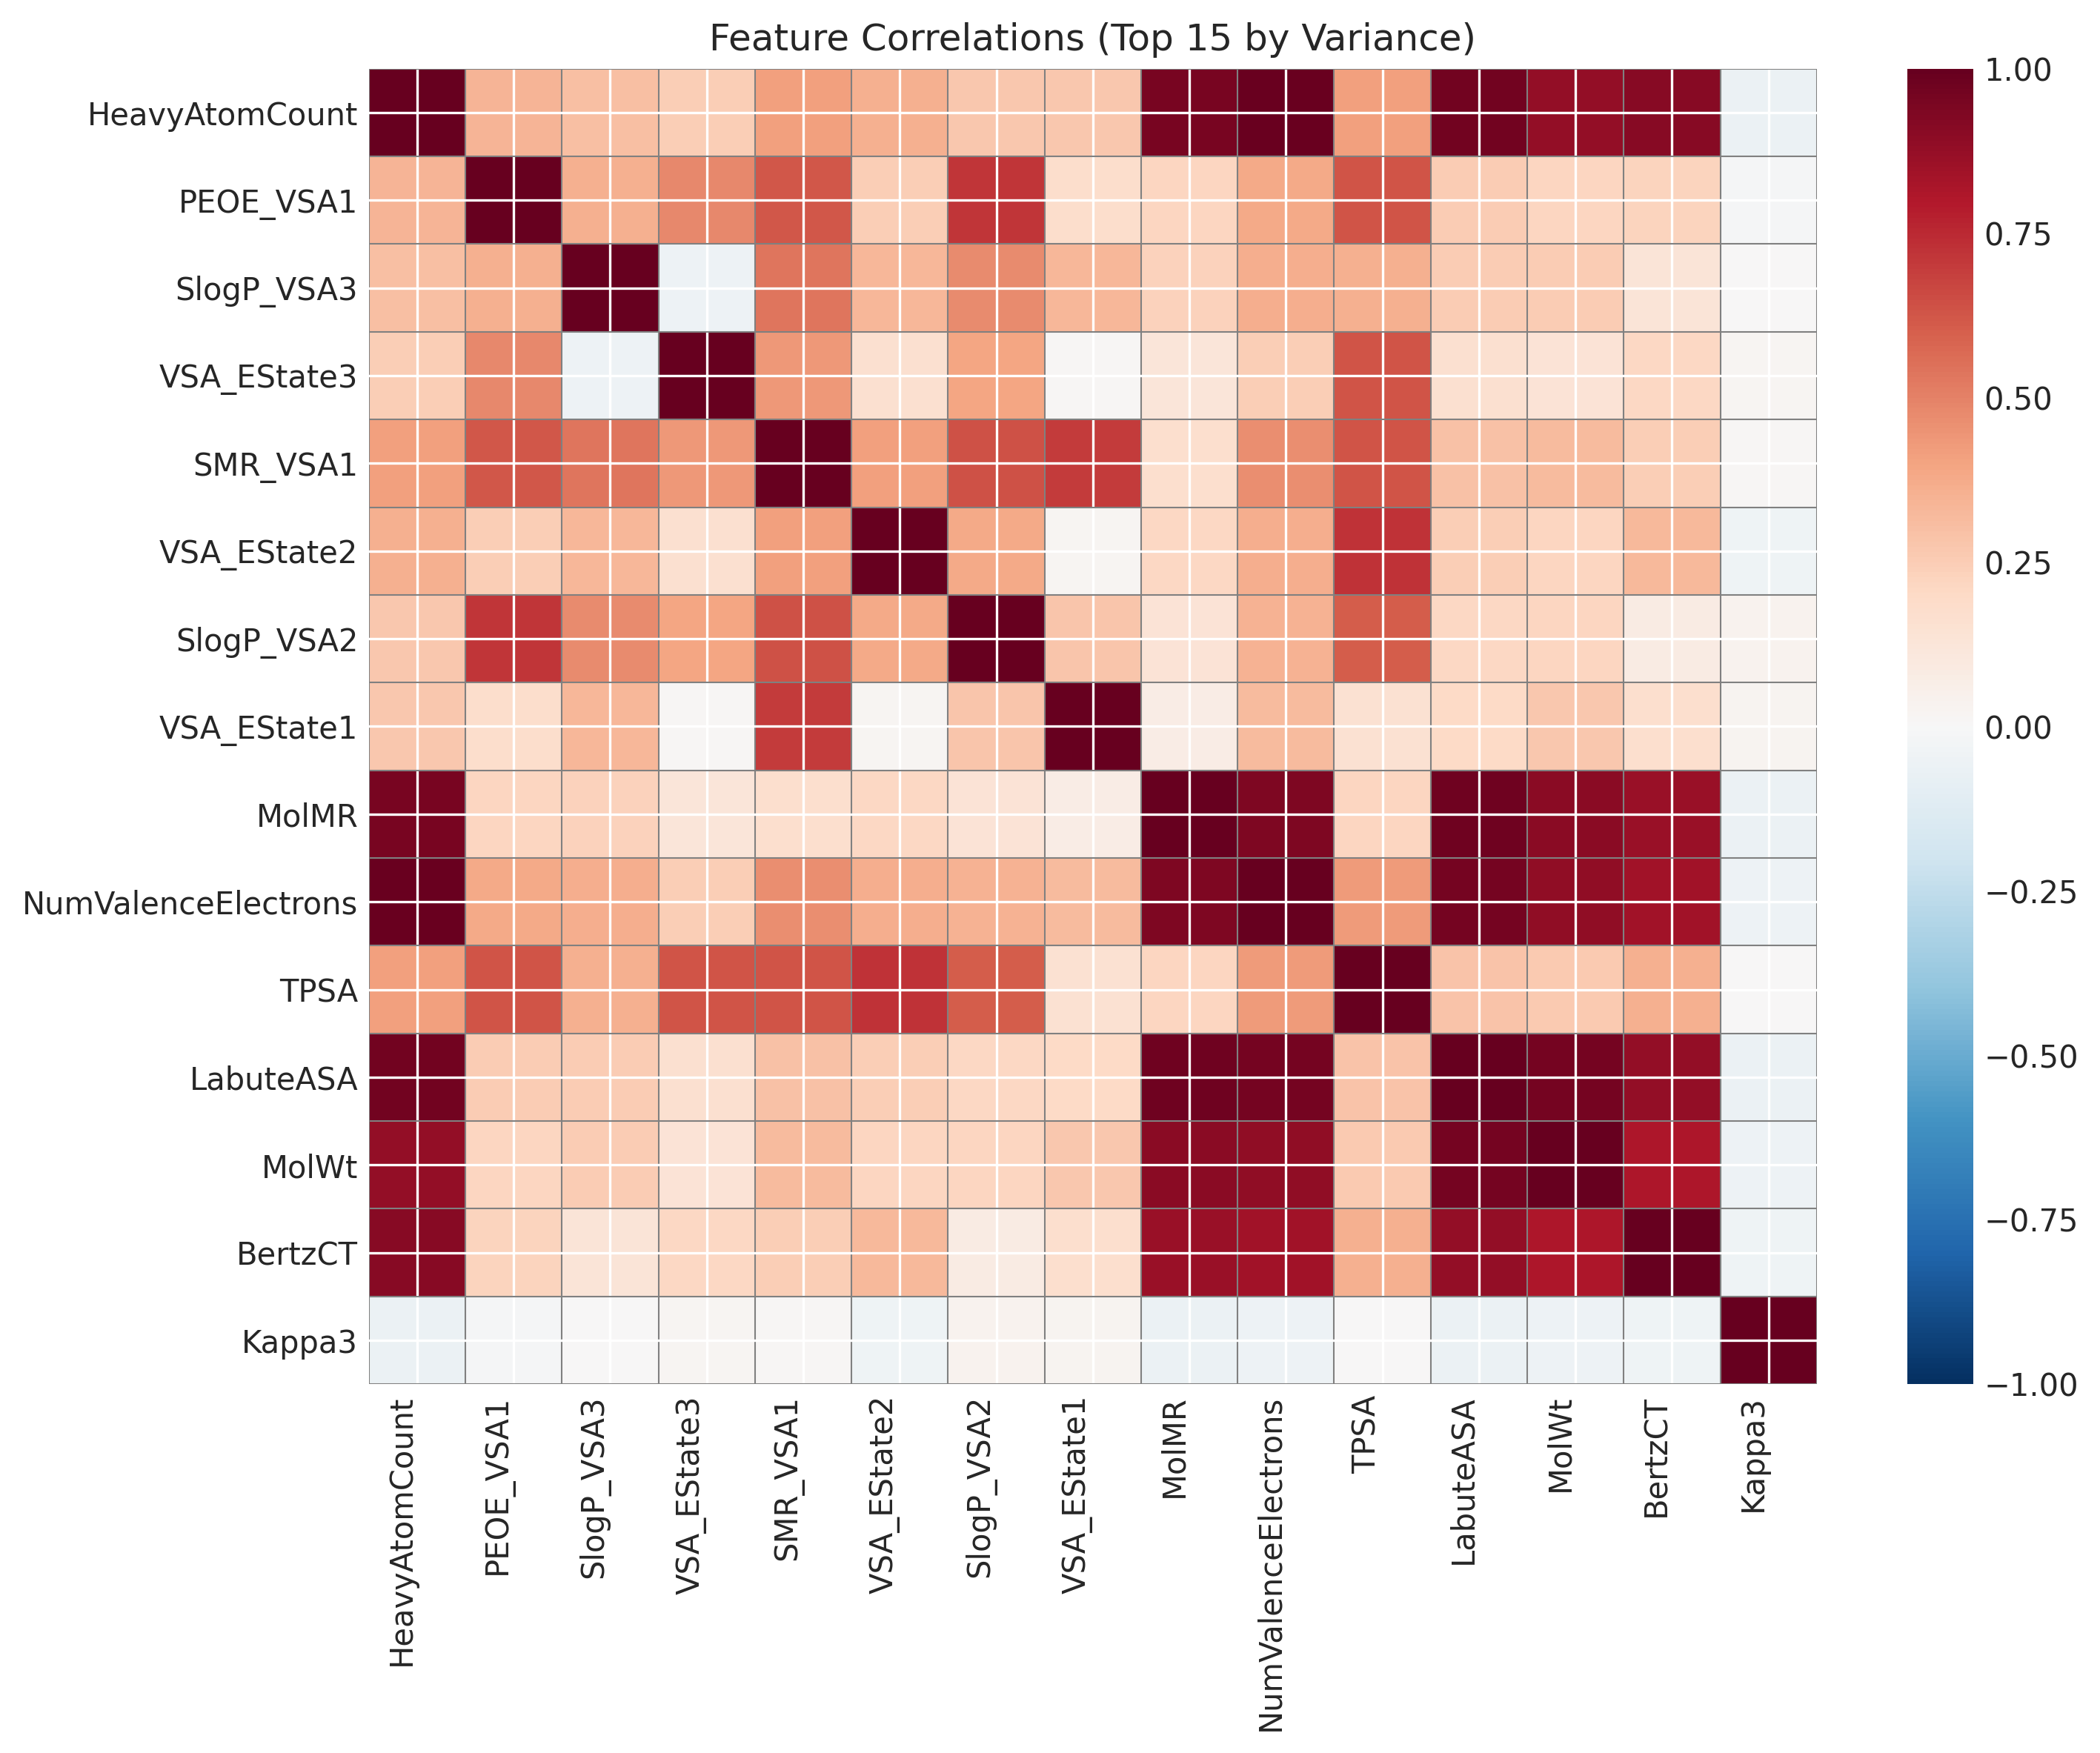 Feature Correlations (Top 15 by Variance)
HeavyAtomCount
PEOE_VSA1
SlogP_VSA3
VSA_EState3
SMR_VSA1
VSA_EState2
SlogP_VSA2
VSA_EState1
MolMR
NumValenceElectrons
TPSA
LabuteASA
MolWt
BertzCT
Kappa3
HeavyAtomCount
PEOE_VSA1
SlogP_VSA3
VSA_EState3
SMR_VSA1
VSA_EState2
SlogP_VSA2
VSA_EState1
MolMR
NumValenceElectrons
TPSA
LabuteASA
MolWt
BertzCT
Kappa3
1.00
0.75
0.50
0.25
0.00
−0.25
−0.50
−0.75
−1.00